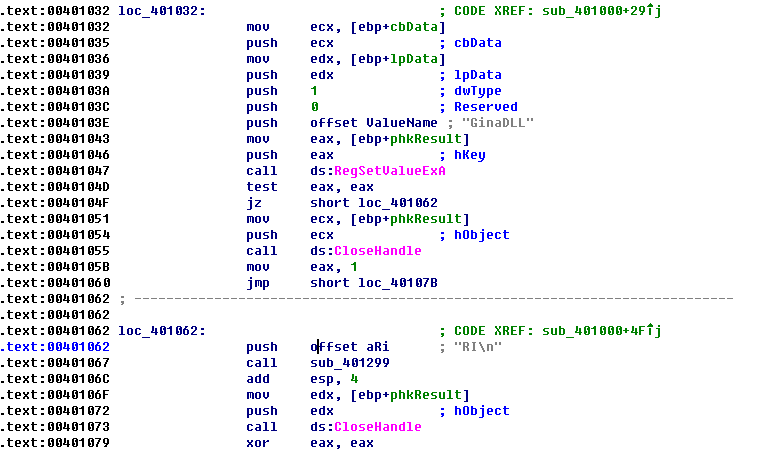 .text:00401032 loc_401032: ; CODE XREF: sub_401000+29↑j
.text:00401032 mov ecx, [ebp+cbData]
.text:00401035 push ecx ; cbData
.text:00401036 mov edx, [ebp+lpData]
.text:00401039 push edx ; lpData
.text:0040103A push 1 ; dwType
.text:0040103C push 0 ; Reserved
.text:0040103E push offset ValueName ; "GinaDLL"
.text:00401043 mov eax, [ebp+phkResult]
.text:00401046 push eax ; hKey
.text:00401047 call ds:RegSetValueExA
.text:0040104D test eax, eax
.text:0040104F jz short loc_401062
.text:00401051 mov ecx, [ebp+phkResult]
.text:00401054 push ecx ; hObject
.text:00401055 call ds:CloseHandle
.text:0040105B mov eax, 1
.text:00401060 jmp short loc_40107B
.text:00401062 ; ---------------------------------------------------------------------------
.text:00401062
.text:00401062 loc_401062: ; CODE XREF: sub_401000+4F↑j
.text:00401062 push offset aRi ; "RI\n"
.text:00401067 call sub_401299
.text:0040106C add esp, 4
.text:0040106F mov edx, [ebp+phkResult]
.text:00401072 push edx ; hObject
.text:00401073 call ds:CloseHandle
.text:00401079 xor eax, eax